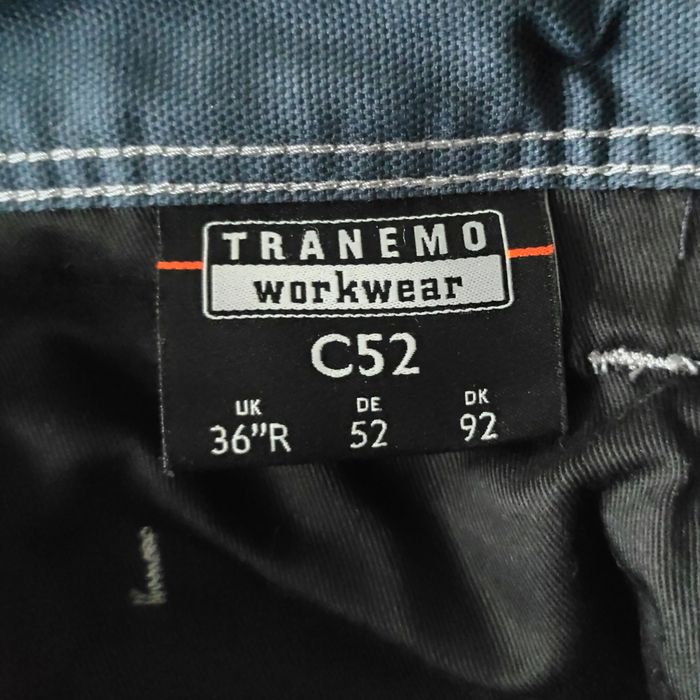 TRANEMO
workwear
C52
UK DE DK
36"R 52 92